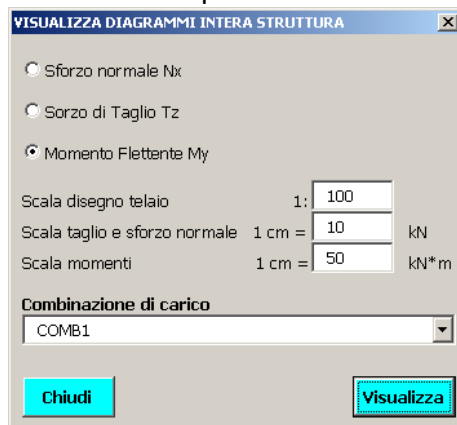 VISUALIZZA DIAGRAMMI INTERA STRUTTURA
Sforzo normale Nx
Sorzo di Taglio Tz
Momento Flettente My
Scala disegno telaio 1: 100
Scala taglio e sforzo normale 1 cm = 10 kN
Scala momenti 1 cm = 50 kN*m
Combinazione di carico
COMB1
Chiudi Visualizza